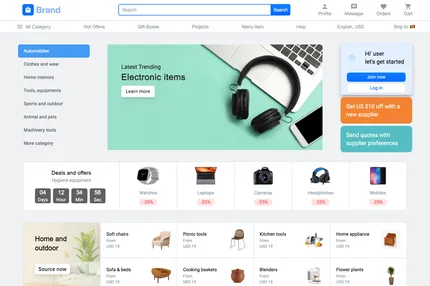 Brand
Search
Search
Profile
Message
Orders
Cart
All Category
Hot Offers
Gift Boxes
Projects
Menu item
Help
English, USD
Ship to
Automobiles
Clothes and wear
Home interiors
Tools, equipments
Sports and outdoor
Animal and pets
Machinery tools
More category
Latest Trending
Electronic items
Learn more
Hi' user
let's get started
Join now
Log in
Get US $10 off with a
new supplier
Send quotes with
supplier preferences
Deals and offers
Hygiene equipment
04
Days
12
Hour
34
Min
56
Sec
Watches
-25%
Laptops
-25%
Cameras
-25%
Headphones
-25%
Mobiles
-25%
Home and
outdoor
Source now
Soft chairs
From
USD 19
Picnic tools
From
USD 19
Kitchen tools
From
USD 19
Home appliance
From
USD 19
Sofa & beds
From
USD 19
Cooking baskets
From
USD 19
Blenders
From
USD 19
Flower plants
From
USD 19